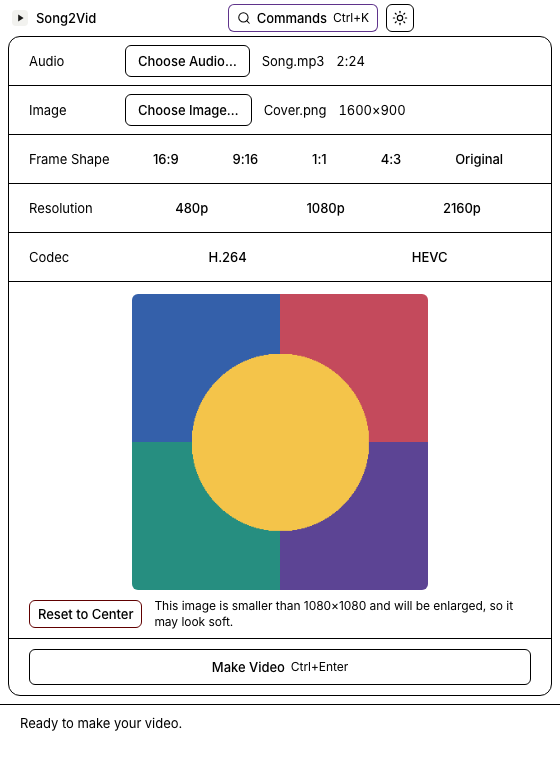 Song2Vid
Commands Ctrl+K
Audio Choose Audio... Song.mp3 2:24
Image Choose Image... Cover.png 1600×900
Frame Shape 16:9 9:16 1:1 4:3 Original
Resolution 480p 1080p 2160p
Codec H.264 HEVC
Reset to Center
This image is smaller than 1080×1080 and will be enlarged, so it
may look soft.
Make Video Ctrl+Enter
Ready to make your video.